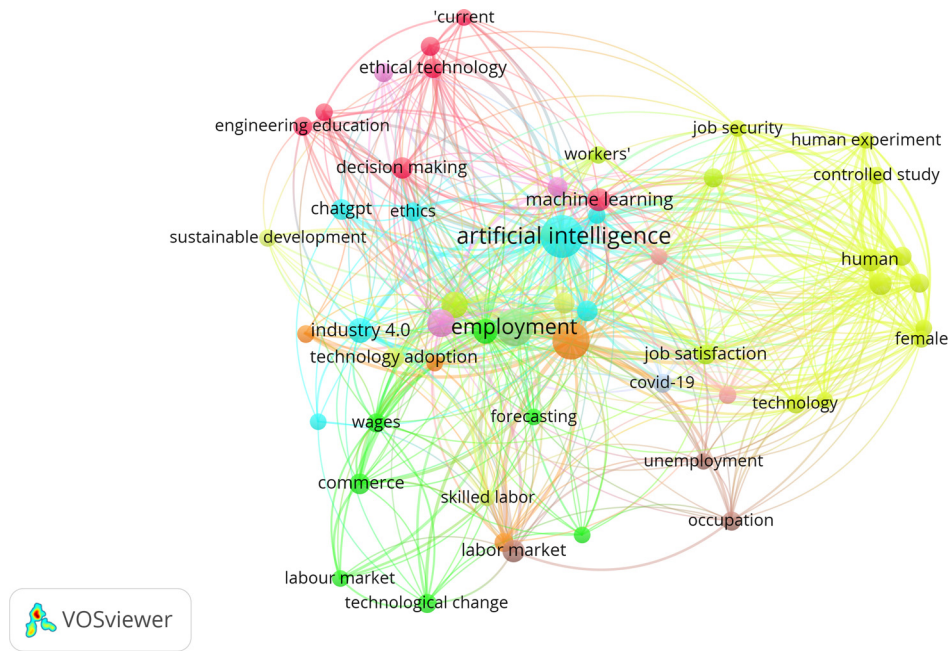 'current
ethical technology
engineering education
job security
human experiment
workers'
decision making
controlled study
machine learning
chatgpt
ethics
artificial intelligence
sustainable development
human
employment
industry 4.0
female
technology adoption
job satisfaction
covid-19
technology
forecasting
wages
unemployment
commerce
skilled labor
occupation
labor market
labour market
technological change
VOSviewer